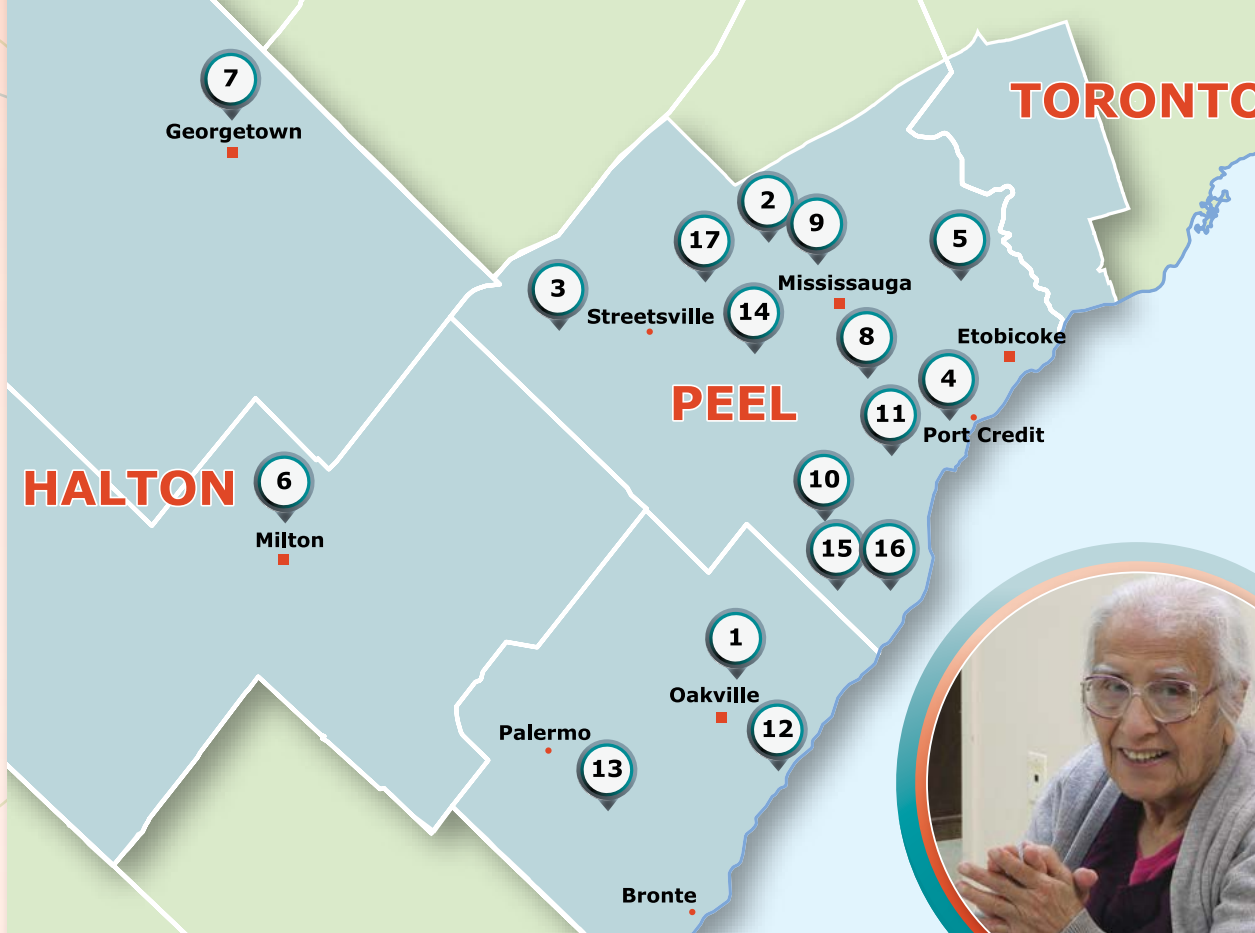 7
Georgetown
TORONTO
2
9
17
5
3
Mississauga
Streetsville
14
8
Etobicoke
4
PEEL
11
Port Credit
HALTON
6
10
Milton
15
16
1
Oakville
12
Palermo
13
Bronte